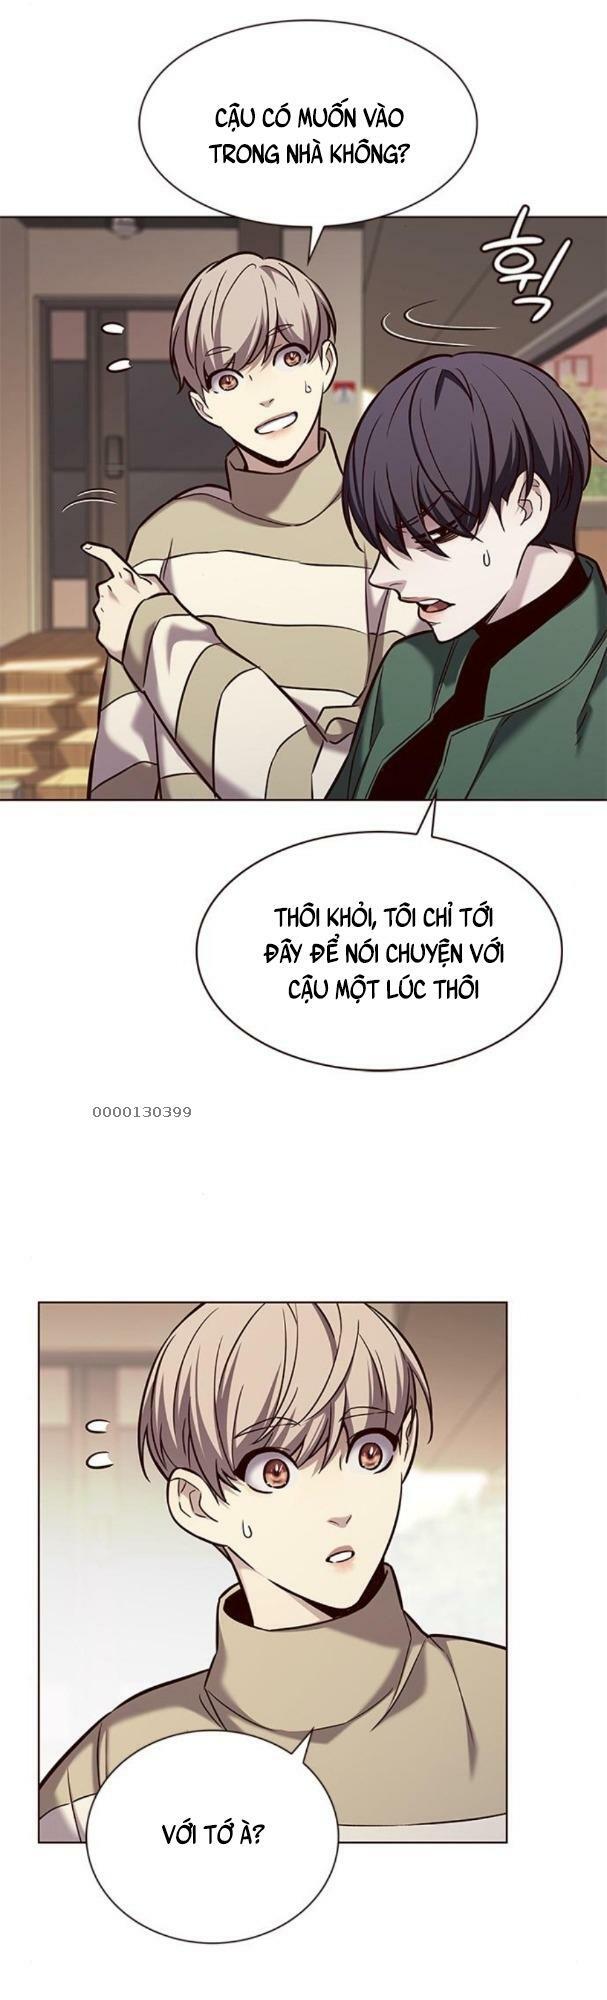 CẬU CÓ MUỐN VÀO
TRONG NHÀ KHÔNG?
휙
THÔI KHỎI, TÔI CHỈ TỚI
ĐÂY ĐỂ NÓI CHUYỆN VỚI
CẬU MỘT LÚC THÔI
0000130399
VỚI TỚ À?